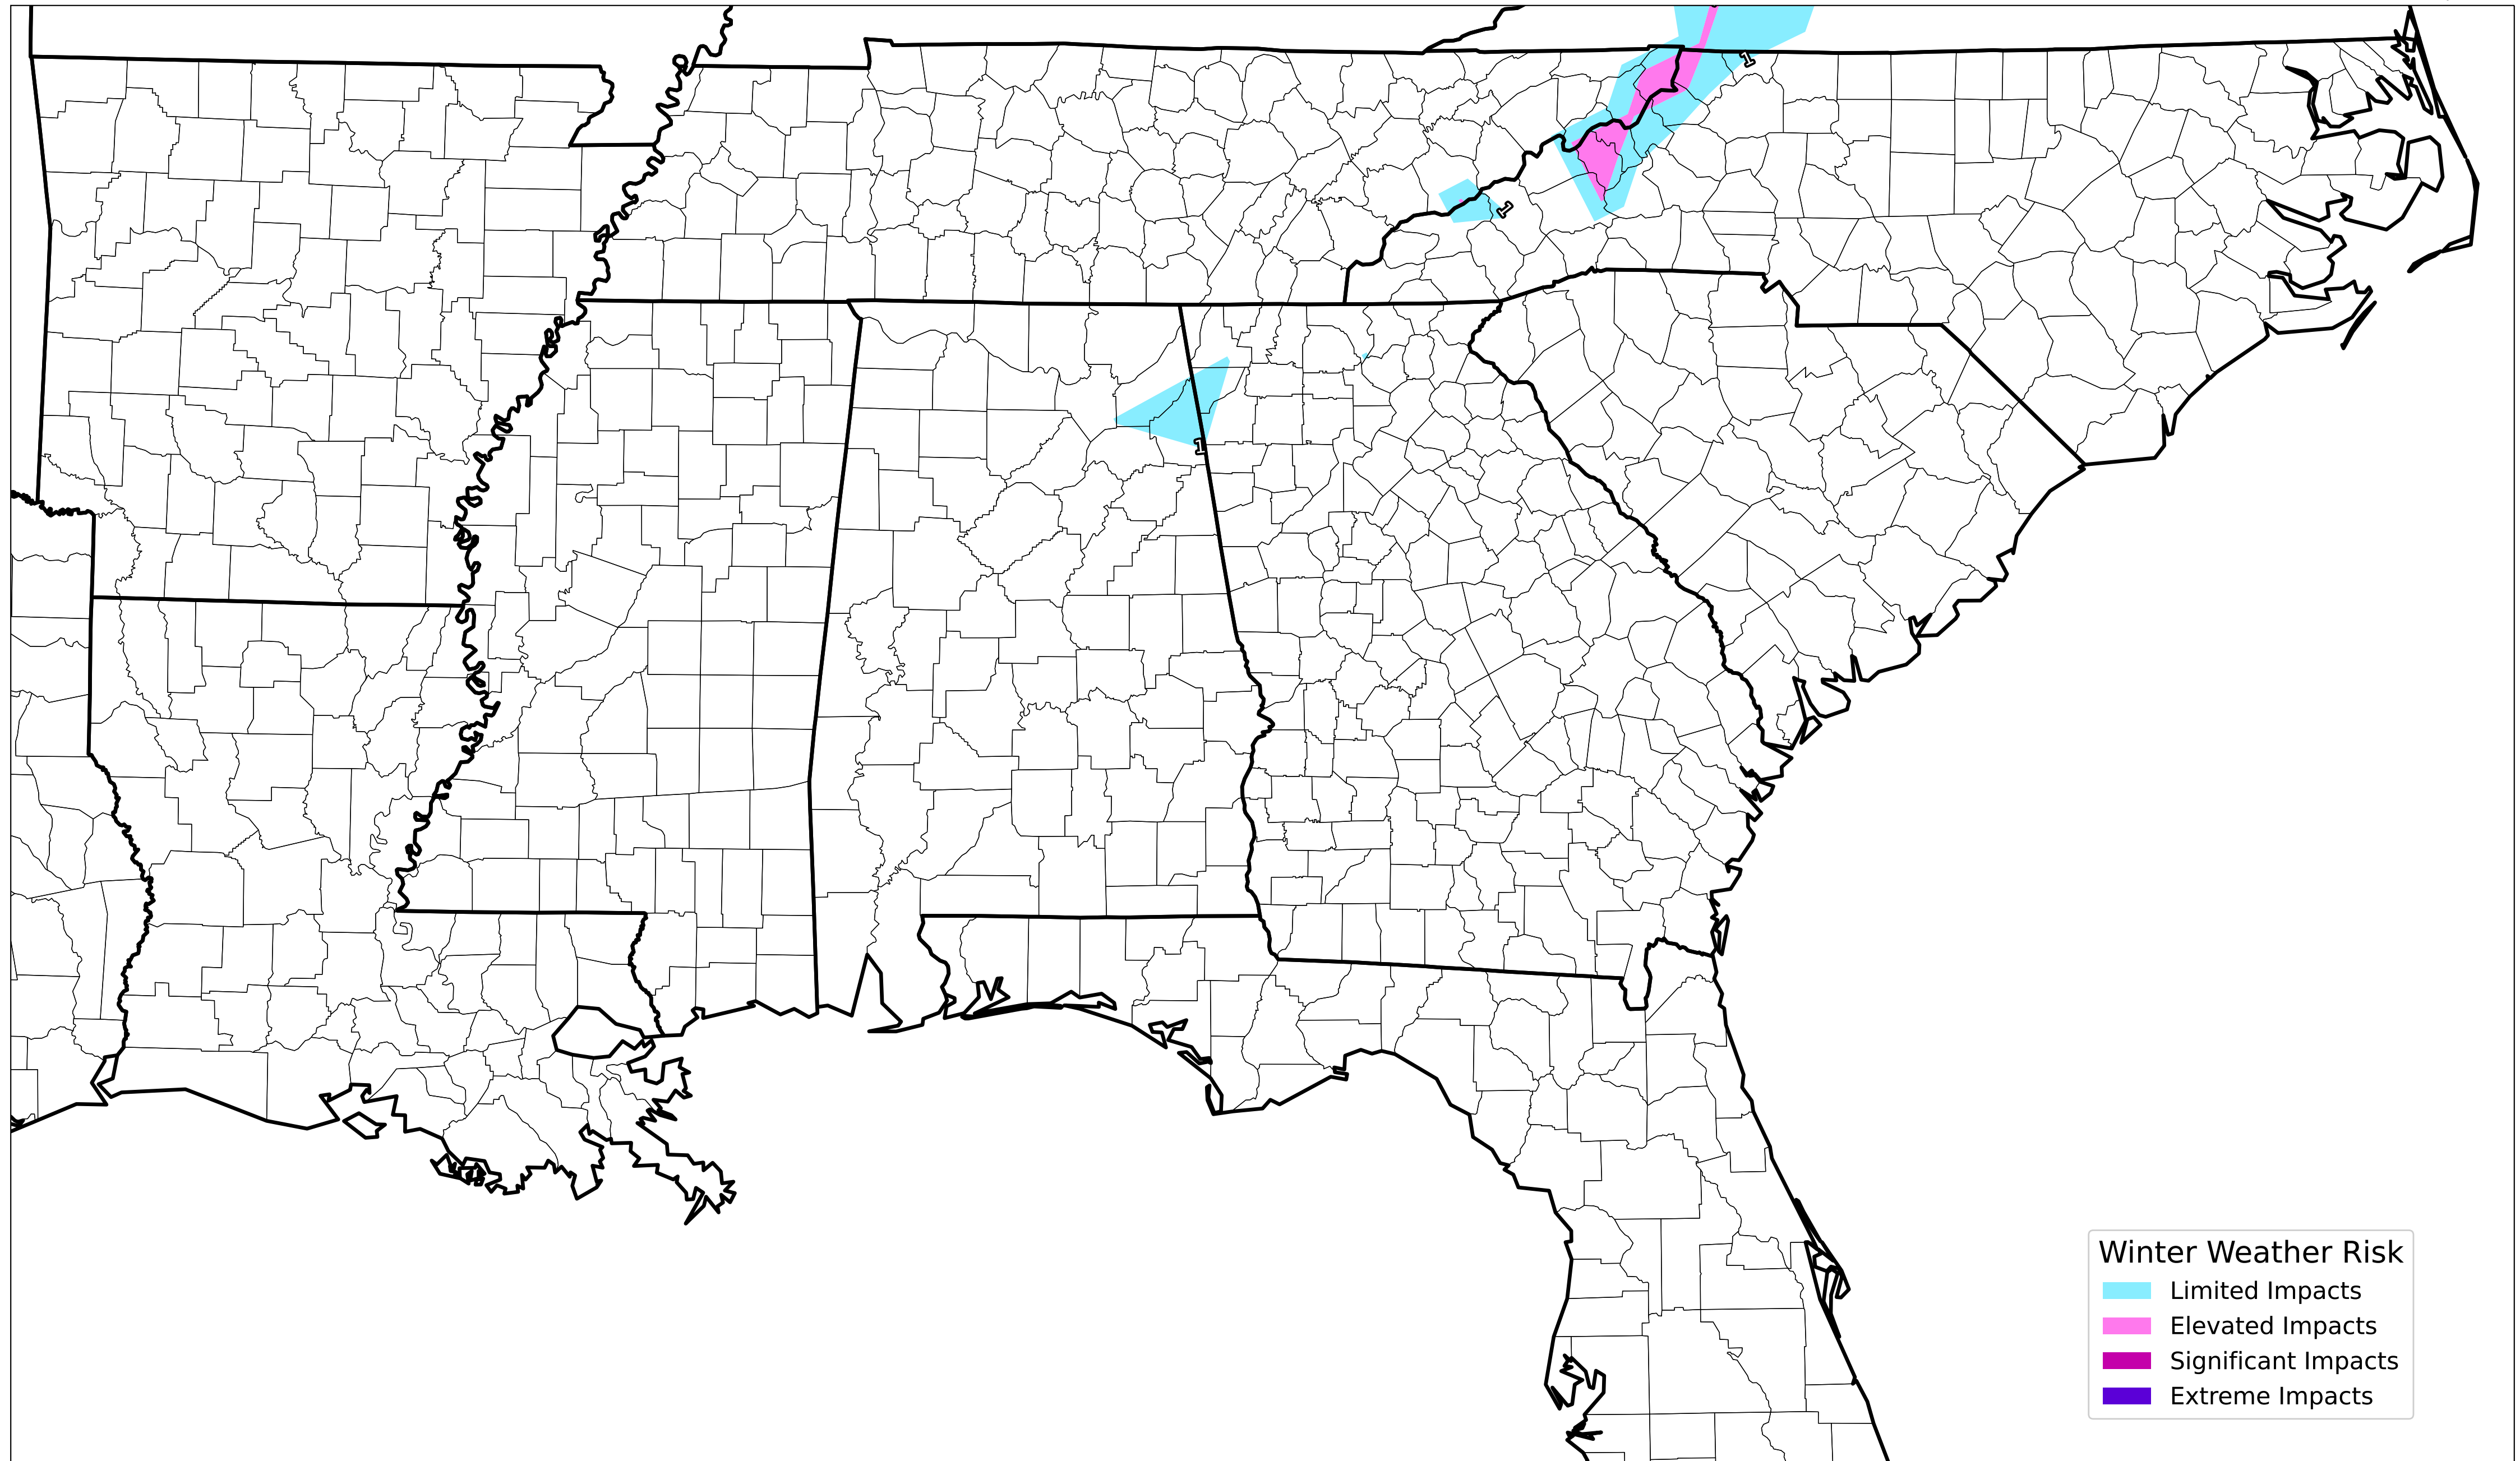 1
1
1
Winter Weather Risk
Limited Impacts
Elevated Impacts
Significant Impacts
Extreme Impacts